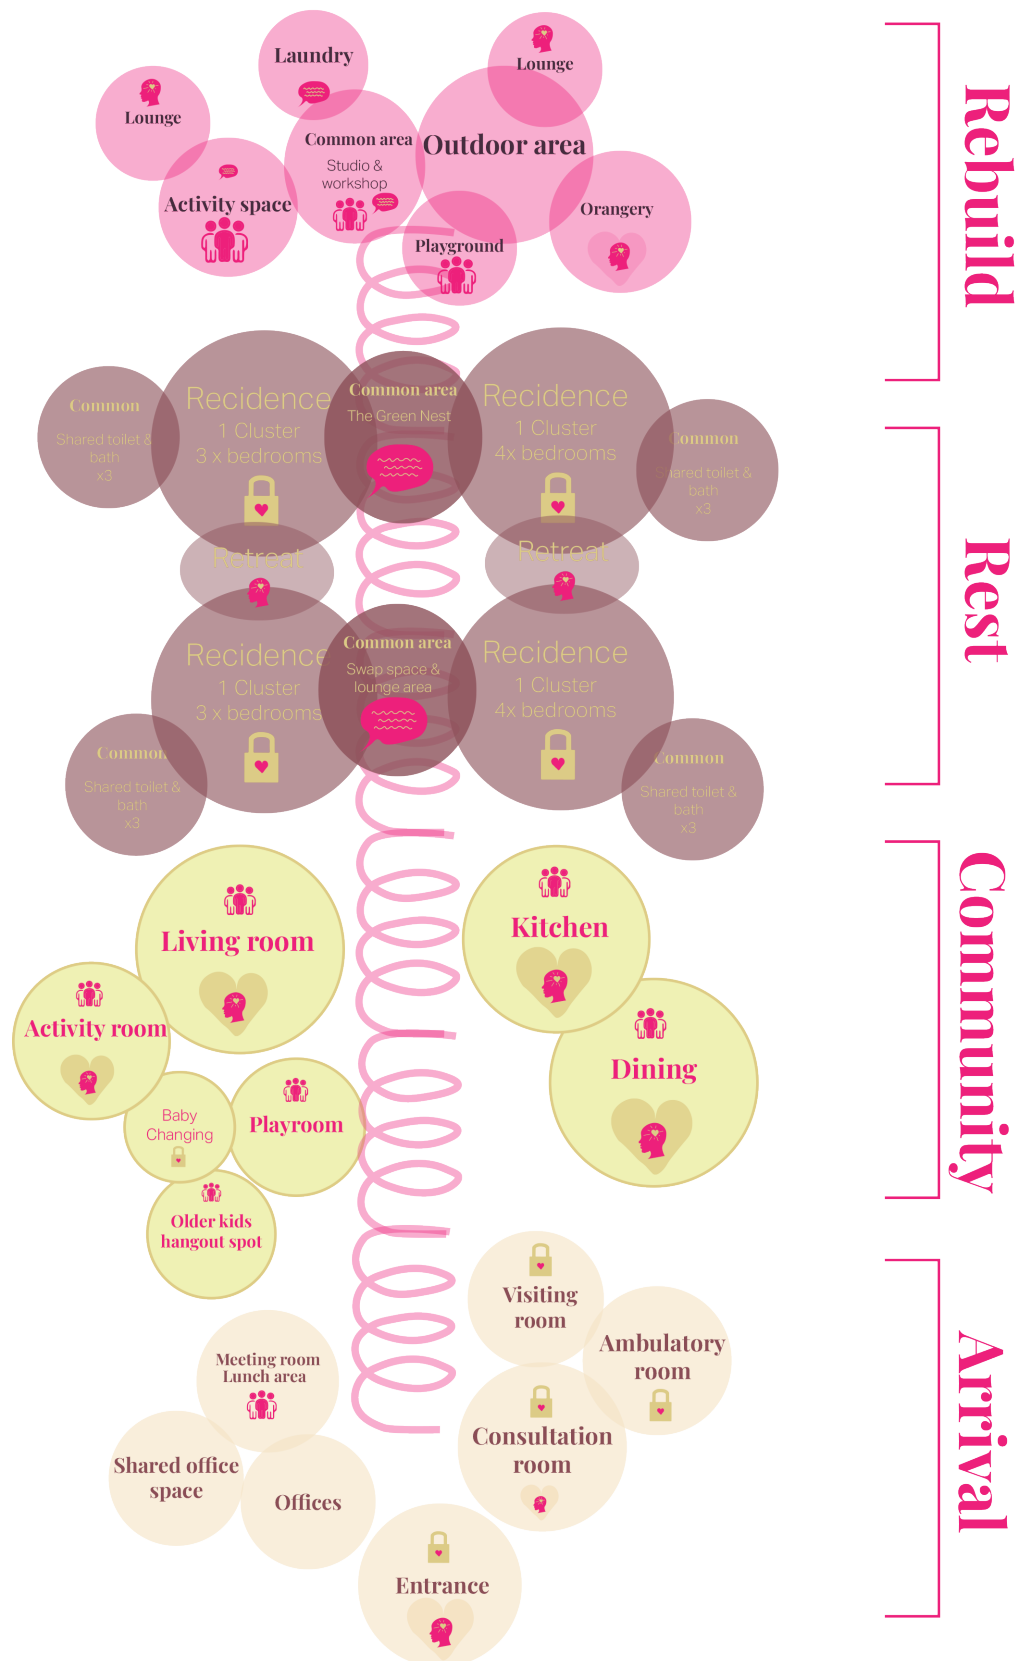 Laundry
Lounge
Lounge
Common area
Studio &
workshop
Outdoor area
Activity space
Orangery
Playground
Rebuild
Common
Shared toilet &
bath
x3
Recidence
1 Cluster
3 x bedrooms
Common area
The Green Nest
Recidence
1 Cluster
4x bedrooms
Common
Shared toilet &
bath
x3
Retreat
Retreat
Rest
Recidence
1 Cluster
3 x bedrooms
Common area
Swap space &
lounge area
Recidence
1 Cluster
4x bedrooms
Common
Shared toilet &
bath
x3
Common
Shared toilet &
bath
x3
Living room
Kitchen
Activity room
Dining
Baby
Changing
Playroom
Older kids
hangout spot
Community
Visiting
room
Ambulatory
room
Meeting room
Lunch area
Consultation
room
Shared office
space
Offices
Entrance
Arrival